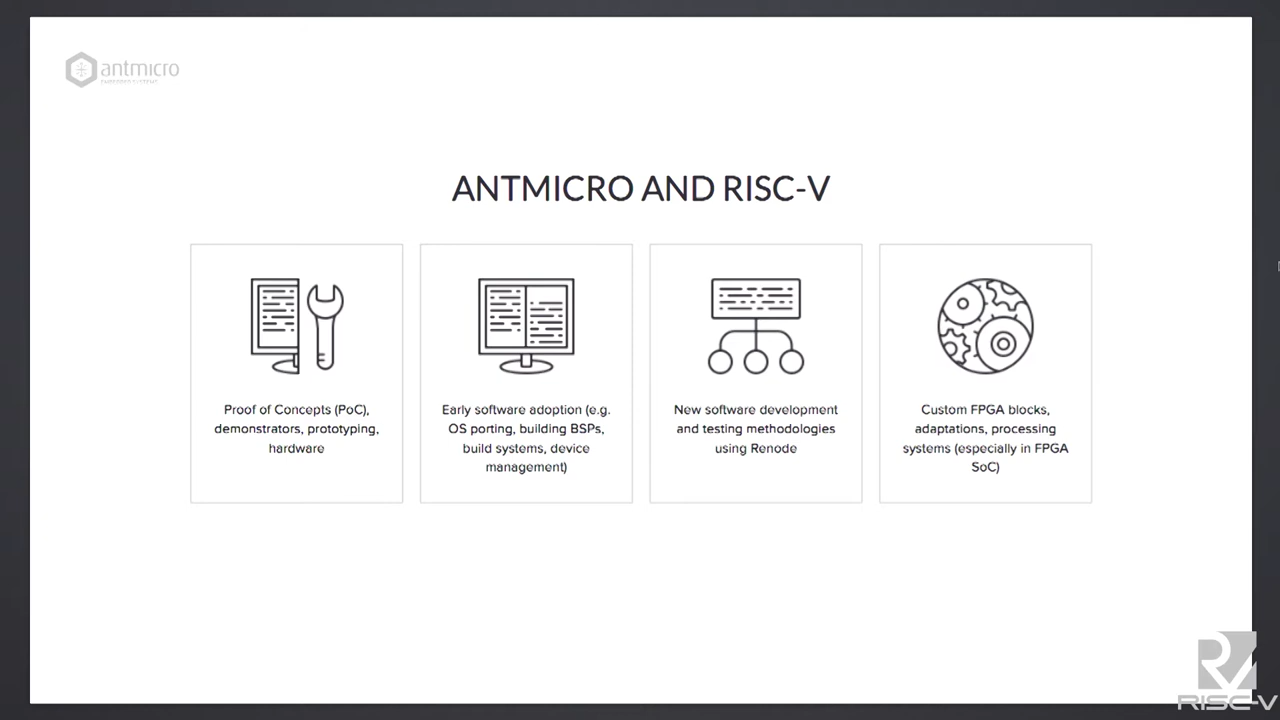 antmicro
EMBEDDED SYSTEMS
ANTMICRO AND RISC-V
Proof of Concepts (PoC),
demonstrators, prototyping,
hardware
Early software adoption (e.g.
OS porting, building BSPs,
build systems, device
management)
New software development
and testing methodologies
using Renode
Custom FPGA blocks,
adaptations, processing
systems (especially in FPGA
SoC)
RISC-V